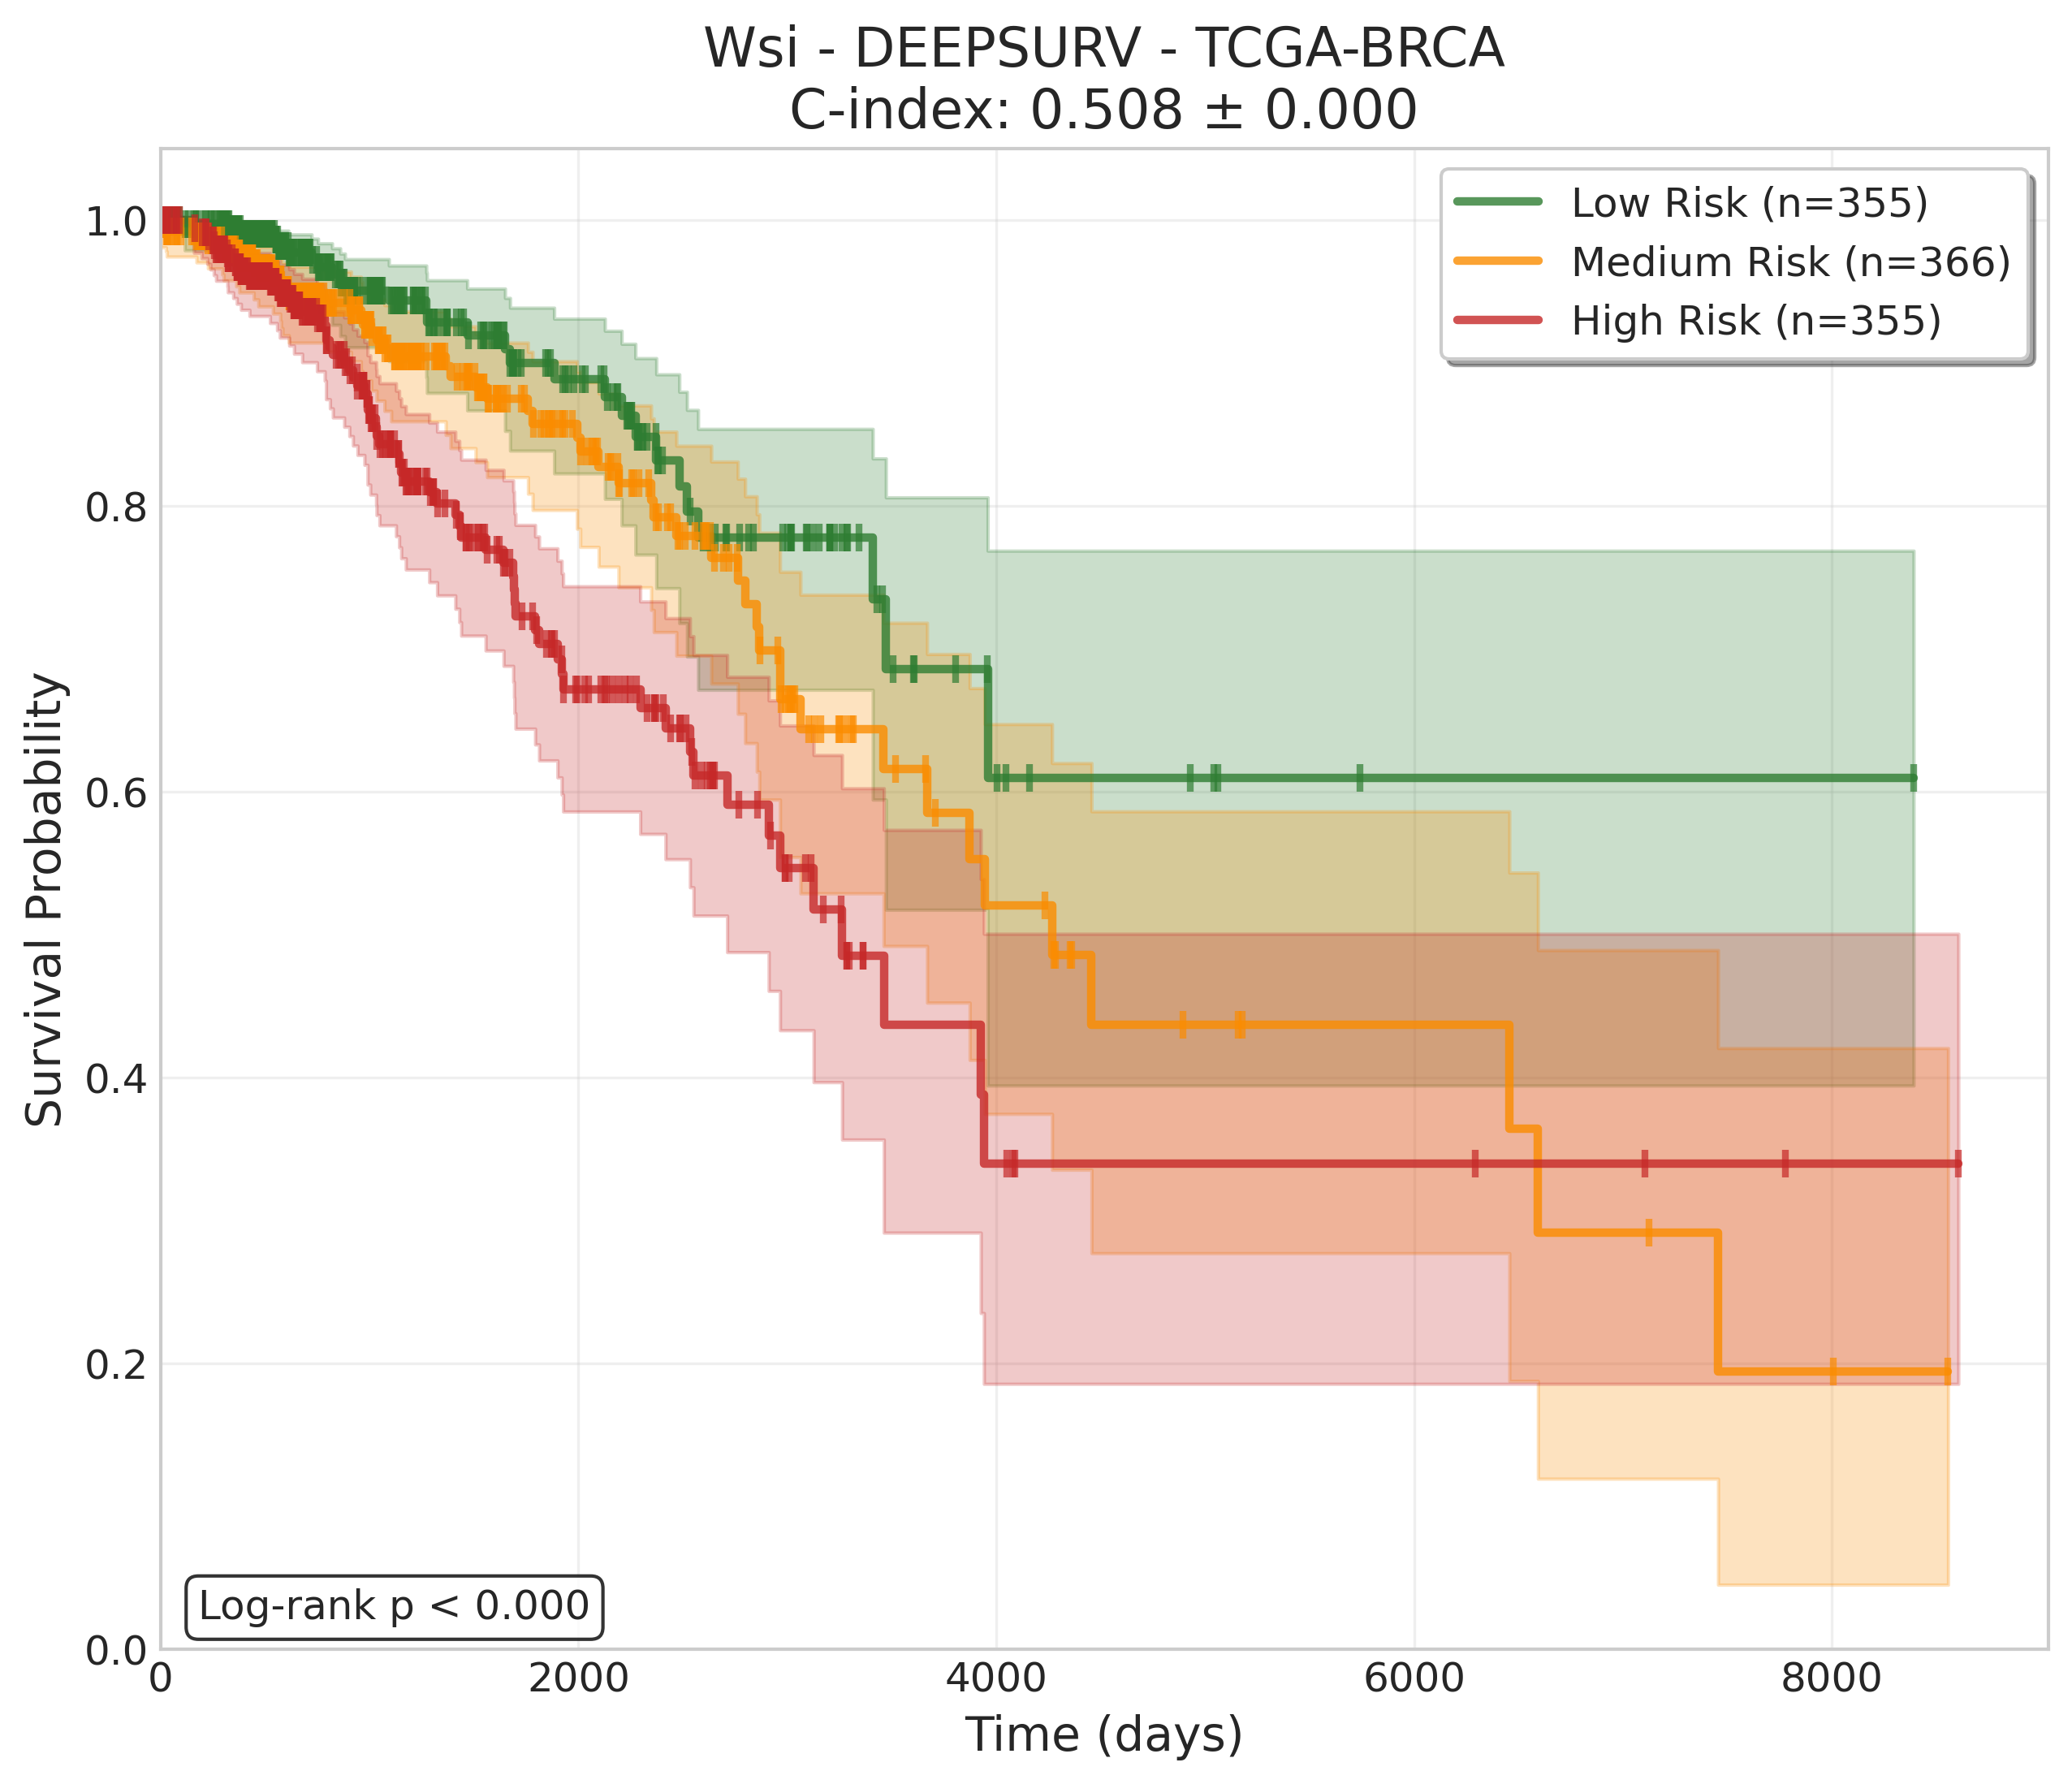 Wsi - DEEPSURV - TCGA-BRCA
C-index: 0.508 ± 0.000
Low Risk (n=355)
Medium Risk (n=366)
High Risk (n=355)
Survival Probability
1.0
0.8
0.6
0.4
0.2
0.0
Log-rank p < 0.000
0 2000 4000 6000 8000
Time (days)